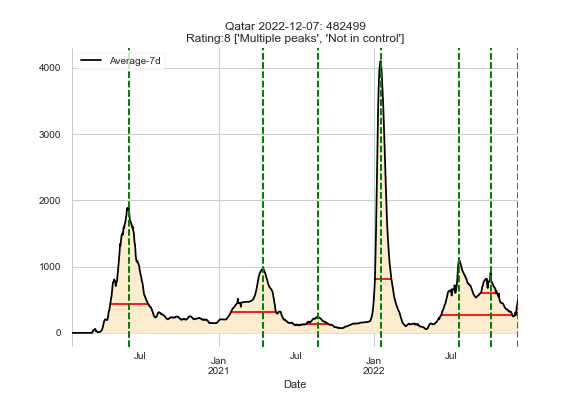 Qatar 2022-12-07: 482499
Rating:8 ['Multiple peaks', 'Not in control']
Average-7d
4000
3000
2000
1000
0
Jul
Jan
2021
Jul
Jan
2022
Jul
Date